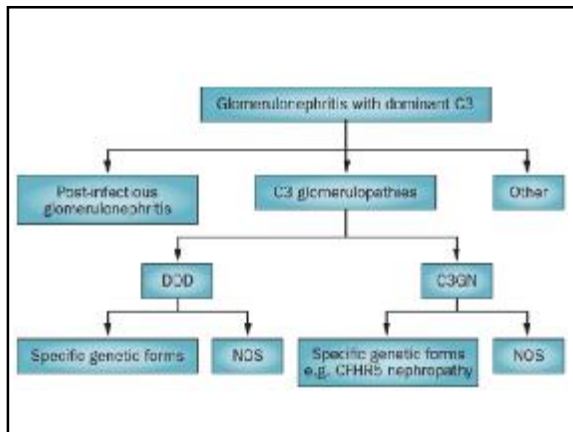 Glomerulonephritis with dominant C3
Post-infectious
glomerulonephritis
C3 glomerulopathies
Other
DDD
C3GN
Specific genetic forms
NOS
Specific genetic forms
e.g. CFHR5 nephropathy
NOS